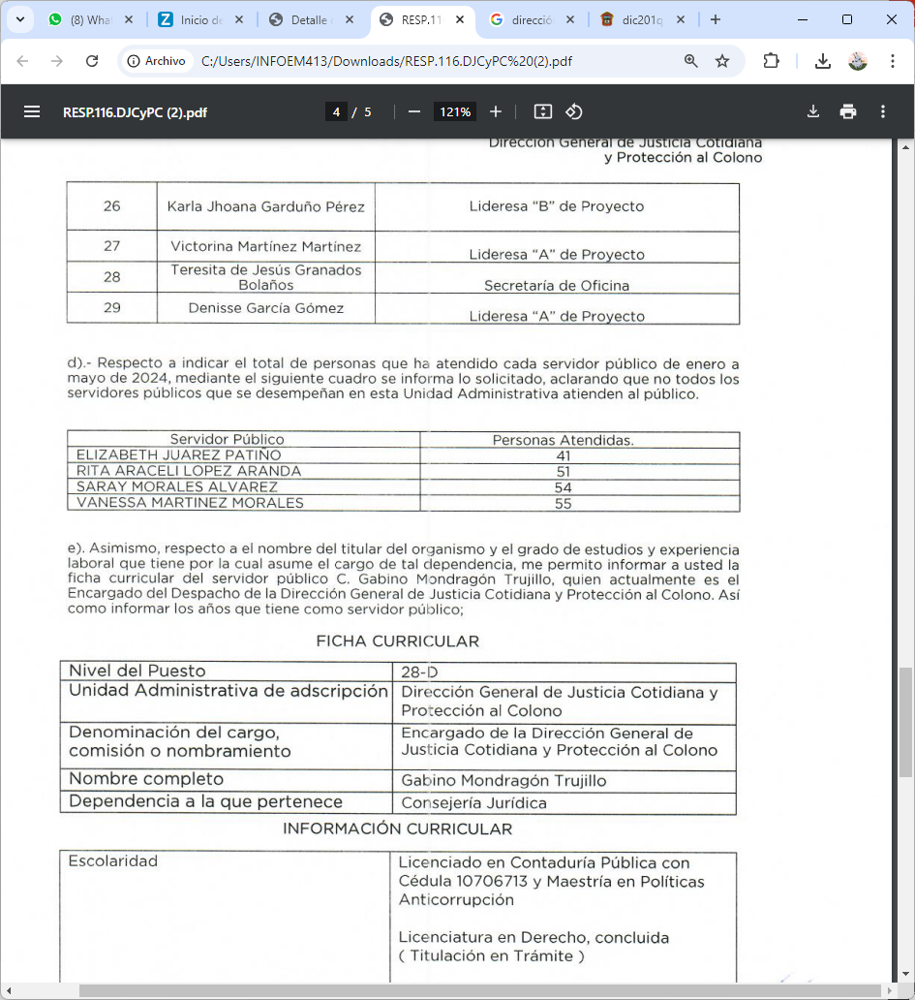 (8) What
Inicio de
Detalle
RESP.11
direcció
dic201q
Archivo
C:/Users/INFOEM413/Downloads/RESP.116.DJCyPC%20(2).pdf
RESP.116.DJCyPC (2).pdf
4 / 5
121%
Dirección General de Justicia Cotidiana
y Protección al Colono
26 Karla Jhoana Garduño Pérez Lideresa “B” de Proyecto
27 Victorina Martínez Martínez Lideresa “A” de Proyecto
28 Teresita de Jesús Granados
Bolaños Secretaría de Oficina
29 Denisse García Gómez Lideresa “A” de Proyecto
d).- Respecto a indicar el total de personas que ha atendido cada servidor público de enero a
mayo de 2024, mediante el siguiente cuadro se informa lo solicitado, aclarando que no todos los
servidores públicos que se desempeñan en esta Unidad Administrativa atienden al público.
Servidor Público Personas Atendidas.
ELIZABETH JUAREZ PATIÑO 41
RITA ARACELI LOPEZ ARANDA 51
SARAY MORALES ALVAREZ 54
VANESSA MARTINEZ MORALES 55
e). Asimismo, respecto a el nombre del titular del organismo y el grado de estudios y experiencia
laboral que tiene por la cual asume el cargo de tal dependencia, me permito informar a usted la
ficha curricular del servidor público C. Gabino Mondragón Trujillo, quien actualmente es el
Encargado del Despacho de la Dirección General de Justicia Cotidiana y Protección al Colono. Así
como informar los años que tiene como servidor público;
FICHA CURRICULAR
Nivel del Puesto 28-D
Unidad Administrativa de adscripción Dirección General de Justicia Cotidiana y
Protección al Colono
Denominación del cargo, Encargado de la Dirección General de
comisión o nombramiento Justicia Cotidiana y Protección al Colono
Nombre completo Gabino Mondragón Trujillo
Dependencia a la que pertenece Consejería Jurídica
INFORMACIÓN CURRICULAR
Escolaridad Licenciado en Contaduría Pública con
Cédula 10706713 y Maestría en Políticas
Anticorrupción
Licenciatura en Derecho, concluida
( Titulación en Trámite )